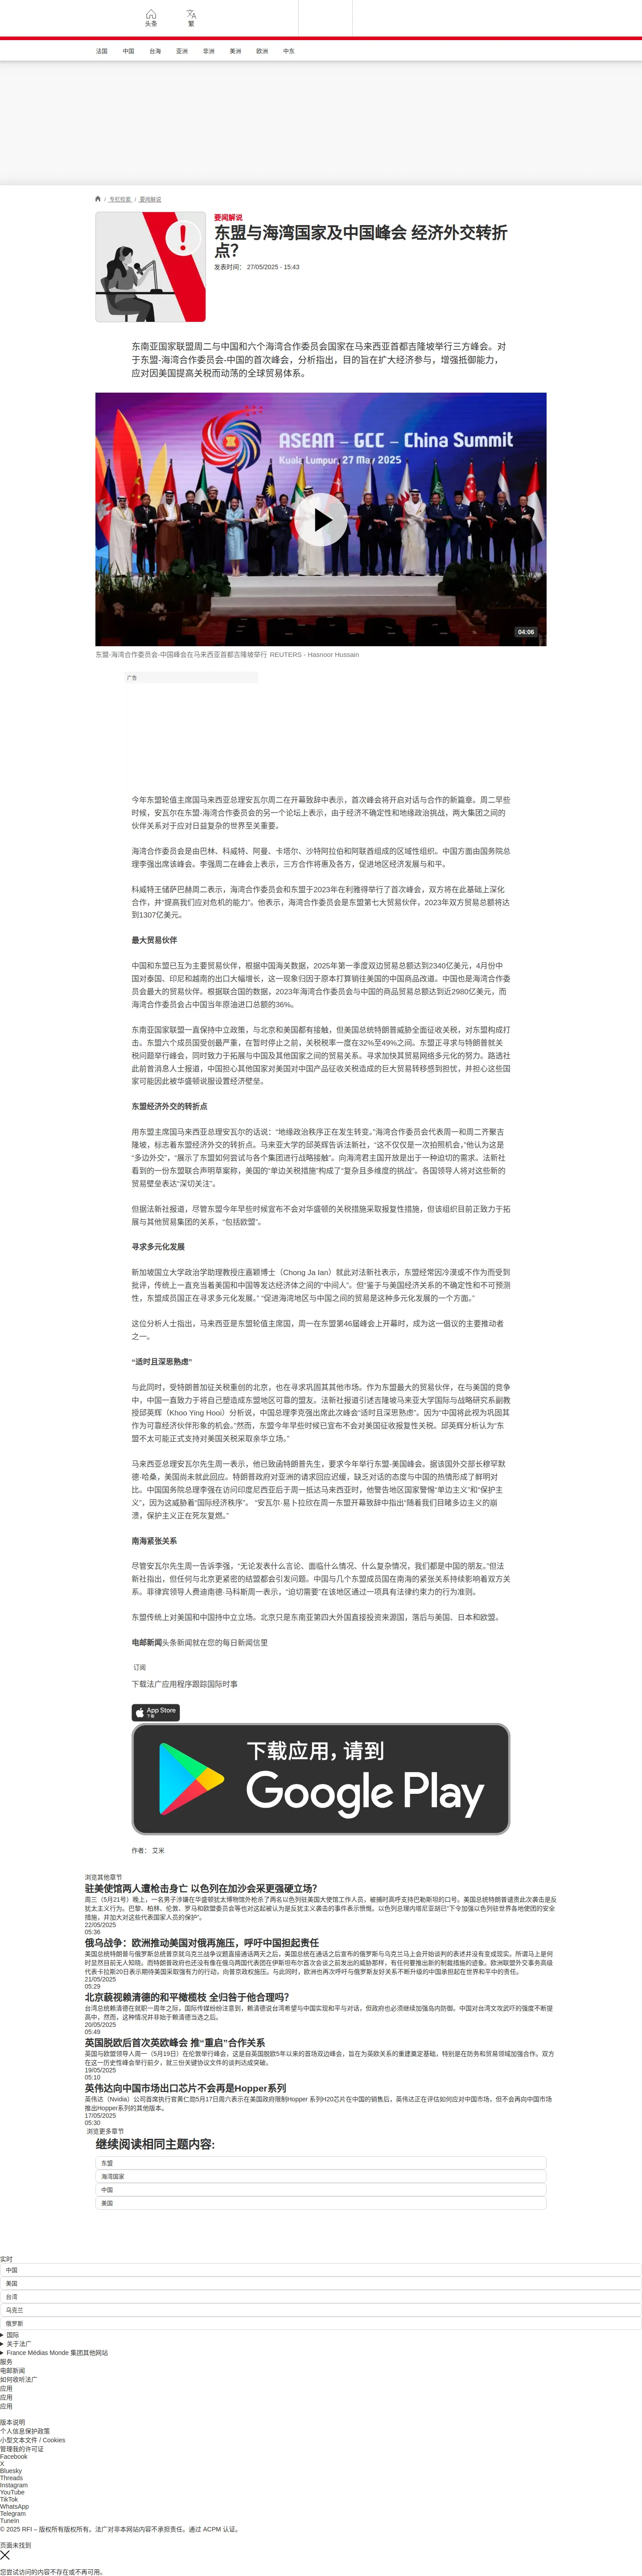 头条
繁
法国 中国 台海 亚洲 非洲 美洲 欧洲 中东
/ 专栏检索 / 要闻解说
要闻解说
东盟与海湾国家及中国峰会 经济外交转折
点？
发表时间： 27/05/2025 - 15:43
东南亚国家联盟周二与中国和六个海湾合作委员会国家在马来西亚首都吉隆坡举行三方峰会。对
于东盟-海湾合作委员会-中国的首次峰会，分析指出，目的旨在扩大经济参与，增强抵御能力，
应对因美国提高关税而动荡的全球贸易体系。
ASEAN – GCC – China Summit
Kuala Lumpur, 27 May 2025
04:06
东盟-海湾合作委员会-中国峰会在马来西亚首都吉隆坡举行 REUTERS - Hasnoor Hussain
广告
今年东盟轮值主席国马来西亚总理安瓦尔周二在开幕致辞中表示，首次峰会将开启对话与合作的新篇章。周二早些
时候，安瓦尔在东盟-海湾合作委员会的另一个论坛上表示，由于经济不确定性和地缘政治挑战，两大集团之间的
伙伴关系对于应对日益复杂的世界至关重要。
海湾合作委员会是由巴林、科威特、阿曼、卡塔尔、沙特阿拉伯和阿联酋组成的区域性组织。中国方面由国务院总
理李强出席该峰会。李强周二在峰会上表示，三方合作将惠及各方，促进地区经济发展与和平。
科威特王储萨巴赫周二表示，海湾合作委员会和东盟于2023年在利雅得举行了首次峰会，双方将在此基础上深化
合作，并“提高我们应对危机的能力”。他表示，海湾合作委员会是东盟第七大贸易伙伴，2023年双方贸易总额将达
到1307亿美元。
最大贸易伙伴
中国和东盟已互为主要贸易伙伴，根据中国海关数据，2025年第一季度双边贸易总额达到2340亿美元，4月份中
国对泰国、印尼和越南的出口大幅增长，这一现象归因于原本打算销往美国的中国商品改道。中国也是海湾合作委
员会最大的贸易伙伴。根据联合国的数据，2023年海湾合作委员会与中国的商品贸易总额达到近2980亿美元，而
海湾合作委员会占中国当年原油进口总额的36%。
东南亚国家联盟一直保持中立政策，与北京和美国都有接触，但美国总统特朗普威胁全面征收关税，对东盟构成打
击。东盟六个成员国受创最严重，在暂时停止之前，关税税率一度在32%至49%之间。东盟正寻求与特朗普就关
税问题举行峰会，同时致力于拓展与中国及其他国家之间的贸易关系。寻求加快其贸易网络多元化的努力。路透社
此前曾消息人士报道，中国担心其他国家对美国对中国产品征收关税造成的巨大贸易转移感到担忧，并担心这些国
家可能因此被华盛顿说服设置经济壁垒。
东盟经济外交的转折点
用东盟主席国马来西亚总理安瓦尔的话说：“地缘政治秩序正在发生转变。”海湾合作委员会代表周一和周二齐聚吉
隆坡，标志着东盟经济外交的转折点。马来亚大学的邱英辉告诉法新社，“这不仅仅是一次拍照机会，”他认为这是
“多边外交”，“展示了东盟如何尝试与各个集团进行战略接触”。向海湾君主国开放是出于一种迫切的需求。法新社
看到的一份东盟联合声明草案称，美国的“单边关税措施”构成了“复杂且多维度的挑战”。各国领导人将对这些新的
贸易壁垒表达“深切关注”。
但据法新社报道，尽管东盟今年早些时候宣布不会对华盛顿的关税措施采取报复性措施，但该组织目前正致力于拓
展与其他贸易集团的关系，“包括欧盟”。
寻求多元化发展
新加坡国立大学政治学助理教授庄嘉颖博士（Chong Ja Ian）就此对法新社表示，东盟经常因冷漠或不作为而受到
批评，传统上一直充当着美国和中国等发达经济体之间的“中间人”。但“鉴于与美国经济关系的不确定性和不可预测
性，东盟成员国正在寻求多元化发展。” “促进海湾地区与中国之间的贸易是这种多元化发展的一个方面。”
这位分析人士指出，马来西亚是东盟轮值主席国，周一在东盟第46届峰会上开幕时，成为这一倡议的主要推动者
之一。
“适时且深思熟虑”
与此同时，受特朗普加征关税重创的北京，也在寻求巩固其其他市场。作为东盟最大的贸易伙伴，在与美国的竞争
中，中国一直致力于将自己塑造成东盟地区可靠的盟友。法新社报道引述吉隆坡马来亚大学国际与战略研究系副教
授邱英辉（Khoo Ying Hooi）分析说，中国总理李克强出席此次峰会“适时且深思熟虑”。因为“中国将此视为巩固其
作为可靠经济伙伴形象的机会。”然而，东盟今年早些时候已宣布不会对美国征收报复性关税。邱英辉分析认为“东
盟不太可能正式支持对美国关税采取亲华立场。”
马来西亚总理安瓦尔先生周一表示，他已致函特朗普先生，要求今年举行东盟-美国峰会。据该国外交部长穆罕默
德·哈桑，美国尚未就此回应。特朗普政府对亚洲的请求回应迟缓，缺乏对话的态度与中国的热情形成了鲜明对
比。中国国务院总理李强在访问印度尼西亚后于周一抵达马来西亚时，他警告地区国家警惕“单边主义”和“保护主
义”，因为这威胁着“国际经济秩序”。 “安瓦尔·易卜拉欣在周一东盟开幕致辞中指出“随着我们目睹多边主义的崩
溃，保护主义正在死灰复燃。”
南海紧张关系
尽管安瓦尔先生周一告诉李强，“无论发表什么言论、面临什么情况、什么复杂情况，我们都是中国的朋友。”但法
新社指出，但任何与北京更紧密的结盟都会引发问题。中国与几个东盟成员国在南海的紧张关系持续影响着双方关
系。菲律宾领导人费迪南德·马科斯周一表示，“迫切需要”在该地区通过一项具有法律约束力的行为准则。
东盟传统上对美国和中国持中立立场。北京只是东南亚第四大外国直接投资来源国，落后与美国、日本和欧盟。
电邮新闻头条新闻就在您的每日新闻信里
订阅
下载法广应用程序跟踪国际时事
App Store
下载
下载应用，请到
Google Play
作者： 艾米
浏览其他章节
驻美使馆两人遭枪击身亡 以色列在加沙会采更强硬立场？
周三（5月21号）晚上，一名男子涉嫌在华盛顿犹太博物馆外枪杀了两名以色列驻美国大使馆工作人员，被捕时高呼支持巴勒斯坦的口号。美国总统特朗普谴责此次袭击是反
犹太主义行为。巴黎、柏林、伦敦、罗马和欧盟委员会等也对这起被认为是反犹太主义袭击的事件表示愤慨。以色列总理内塔尼亚胡已“下令加强以色列驻世界各地使团的安全
措施，并加大对这些代表国家人员的保护”。
22/05/2025
05:36
俄乌战争：欧洲推动美国对俄再施压，呼吁中国担起责任
美国总统特朗普与俄罗斯总统普京就乌克兰战争议题直接通话两天之后，美国总统在通话之后宣布的俄罗斯与乌克兰马上会开始谈判的表述并没有变成现实。所谓马上是何
时显然目前无人知晓。而特朗普政府也还没有像在俄乌两国代表团在伊斯坦布尔首次会谈之前发出的威胁那样，有任何要推出新的制裁措施的迹象。欧洲联盟外交事务高级
代表卡拉斯20日表示期待美国采取强有力的行动，向普京政权施压。与此同时，欧洲也再次呼吁与俄罗斯友好关系不断升级的中国承担起在世界和平中的责任。
21/05/2025
05:29
北京藐视赖清德的和平橄榄枝 全归咎于他合理吗？
台湾总统赖清德在就职一周年之际，国际传媒纷纷注意到，赖清德说台湾希望与中国实现和平与对话，但政府也必须继续加强岛内防御。中国对台湾文攻武吓的强度不断提
高中，然而，这种情况并非始于赖清德当选之后。
20/05/2025
05:49
英国脱欧后首次英欧峰会 推“重启”合作关系
英国与欧盟领导人周一（5月19日）在伦敦举行峰会，这是自英国脱欧5年以来的首场双边峰会，旨在为英欧关系的重建奠定基础，特别是在防务和贸易领域加强合作。双方
在这一历史性峰会举行前夕，就三份关键协议文件的谈判达成突破。
19/05/2025
05:10
英伟达向中国市场出口芯片不会再是Hopper系列
英伟达（Nvidia）公司首席执行官黄仁勋5月17日周六表示在美国政府限制Hopper 系列H20芯片在中国的销售后，英伟达正在评估如何应对中国市场，但不会再向中国市场
推出Hopper系列的其他版本。
17/05/2025
05:30
浏览更多章节
继续阅读相同主题内容：
东盟
海湾国家
中国
美国
实时
中国
美国
台湾
乌克兰
俄罗斯
国际
关于法广
France Médias Monde 集团其他网站
服务
电邮新闻
如何收听法广
应用
应用
应用
版本说明
个人信息保护政策
小型文本文件 / Cookies
管理我的许可证
Facebook
X
Bluesky
Threads
Instagram
YouTube
TikTok
WhatsApp
Telegram
TuneIn
© 2025 RFI – 版权所有版权所有。法广对非本网站内容不承担责任。通过 ACPM 认证。
页面未找到
您尝试访问的内容不存在或不再可用。